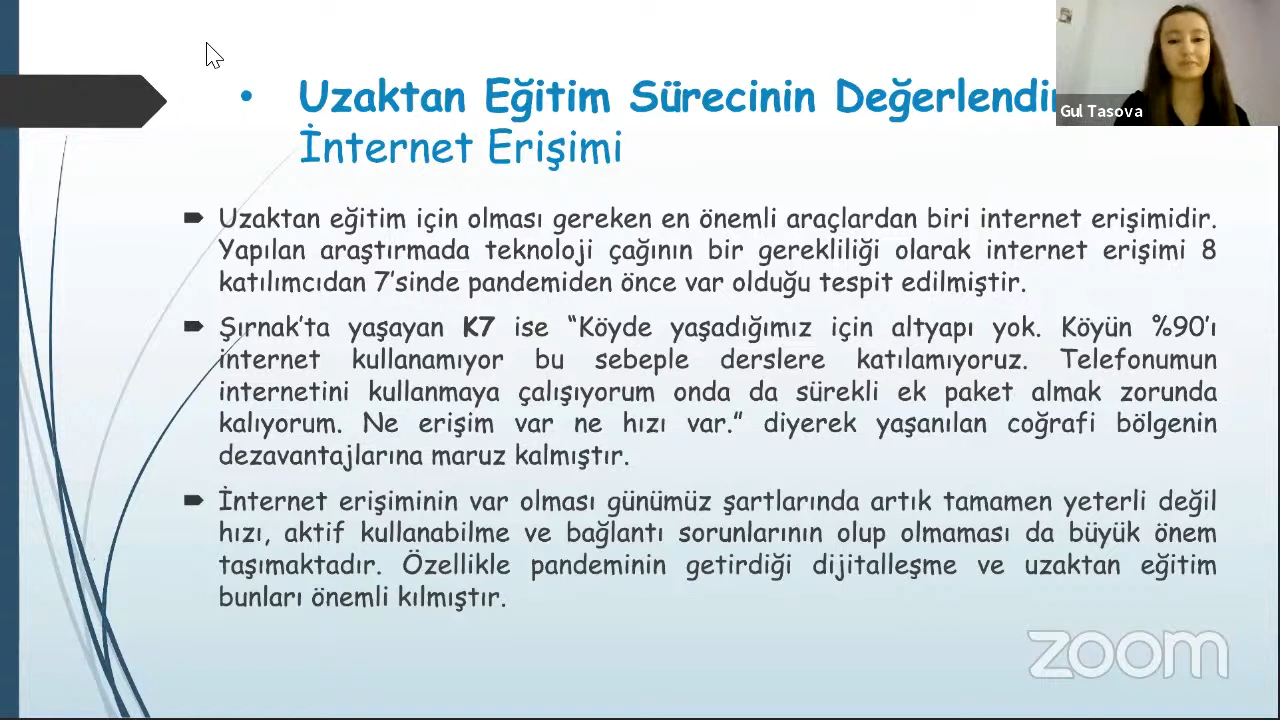 Uzaktan Eğitim Sürecinin
İnternet Erişimi
Gul Tasova
Uzaktan eğitim için olması gereken en önemli araçlardan biri internet erişimidir.
Yapılan araştırmada teknoloji çağının bir gerekliliği olarak internet erişimi 8
katılımcıdan 7’sinde pandemiden önce var olduğu tespit edilmiştir.
Şırnak’ta yaşayan K7 ise “Köyde yaşadığımız için altyapı yok. Köyün %90’ı
internet kullanamıyor bu sebeple derslere katılamıyoruz. Telefonumun
internetini kullanmaya çalışıyorum onda da sürekli ek paket almak zorunda
kalıyorum. Ne erişim var ne hızı var.” diyerek yaşanılan coğrafi bölgenin
dezavantajlarına maruz kalmıştır.
İnternet erişiminin var olması günümüz şartlarında artık tamamen yeterli değil
hızı, aktif kullanabilme ve bağlantı sorunlarının olup olmaması da büyük önem
taşımaktadır. Özellikle pandeminin getirdiği dijitalleşme ve uzaktan eğitim
bunları önemli kılmıştır.
zoom